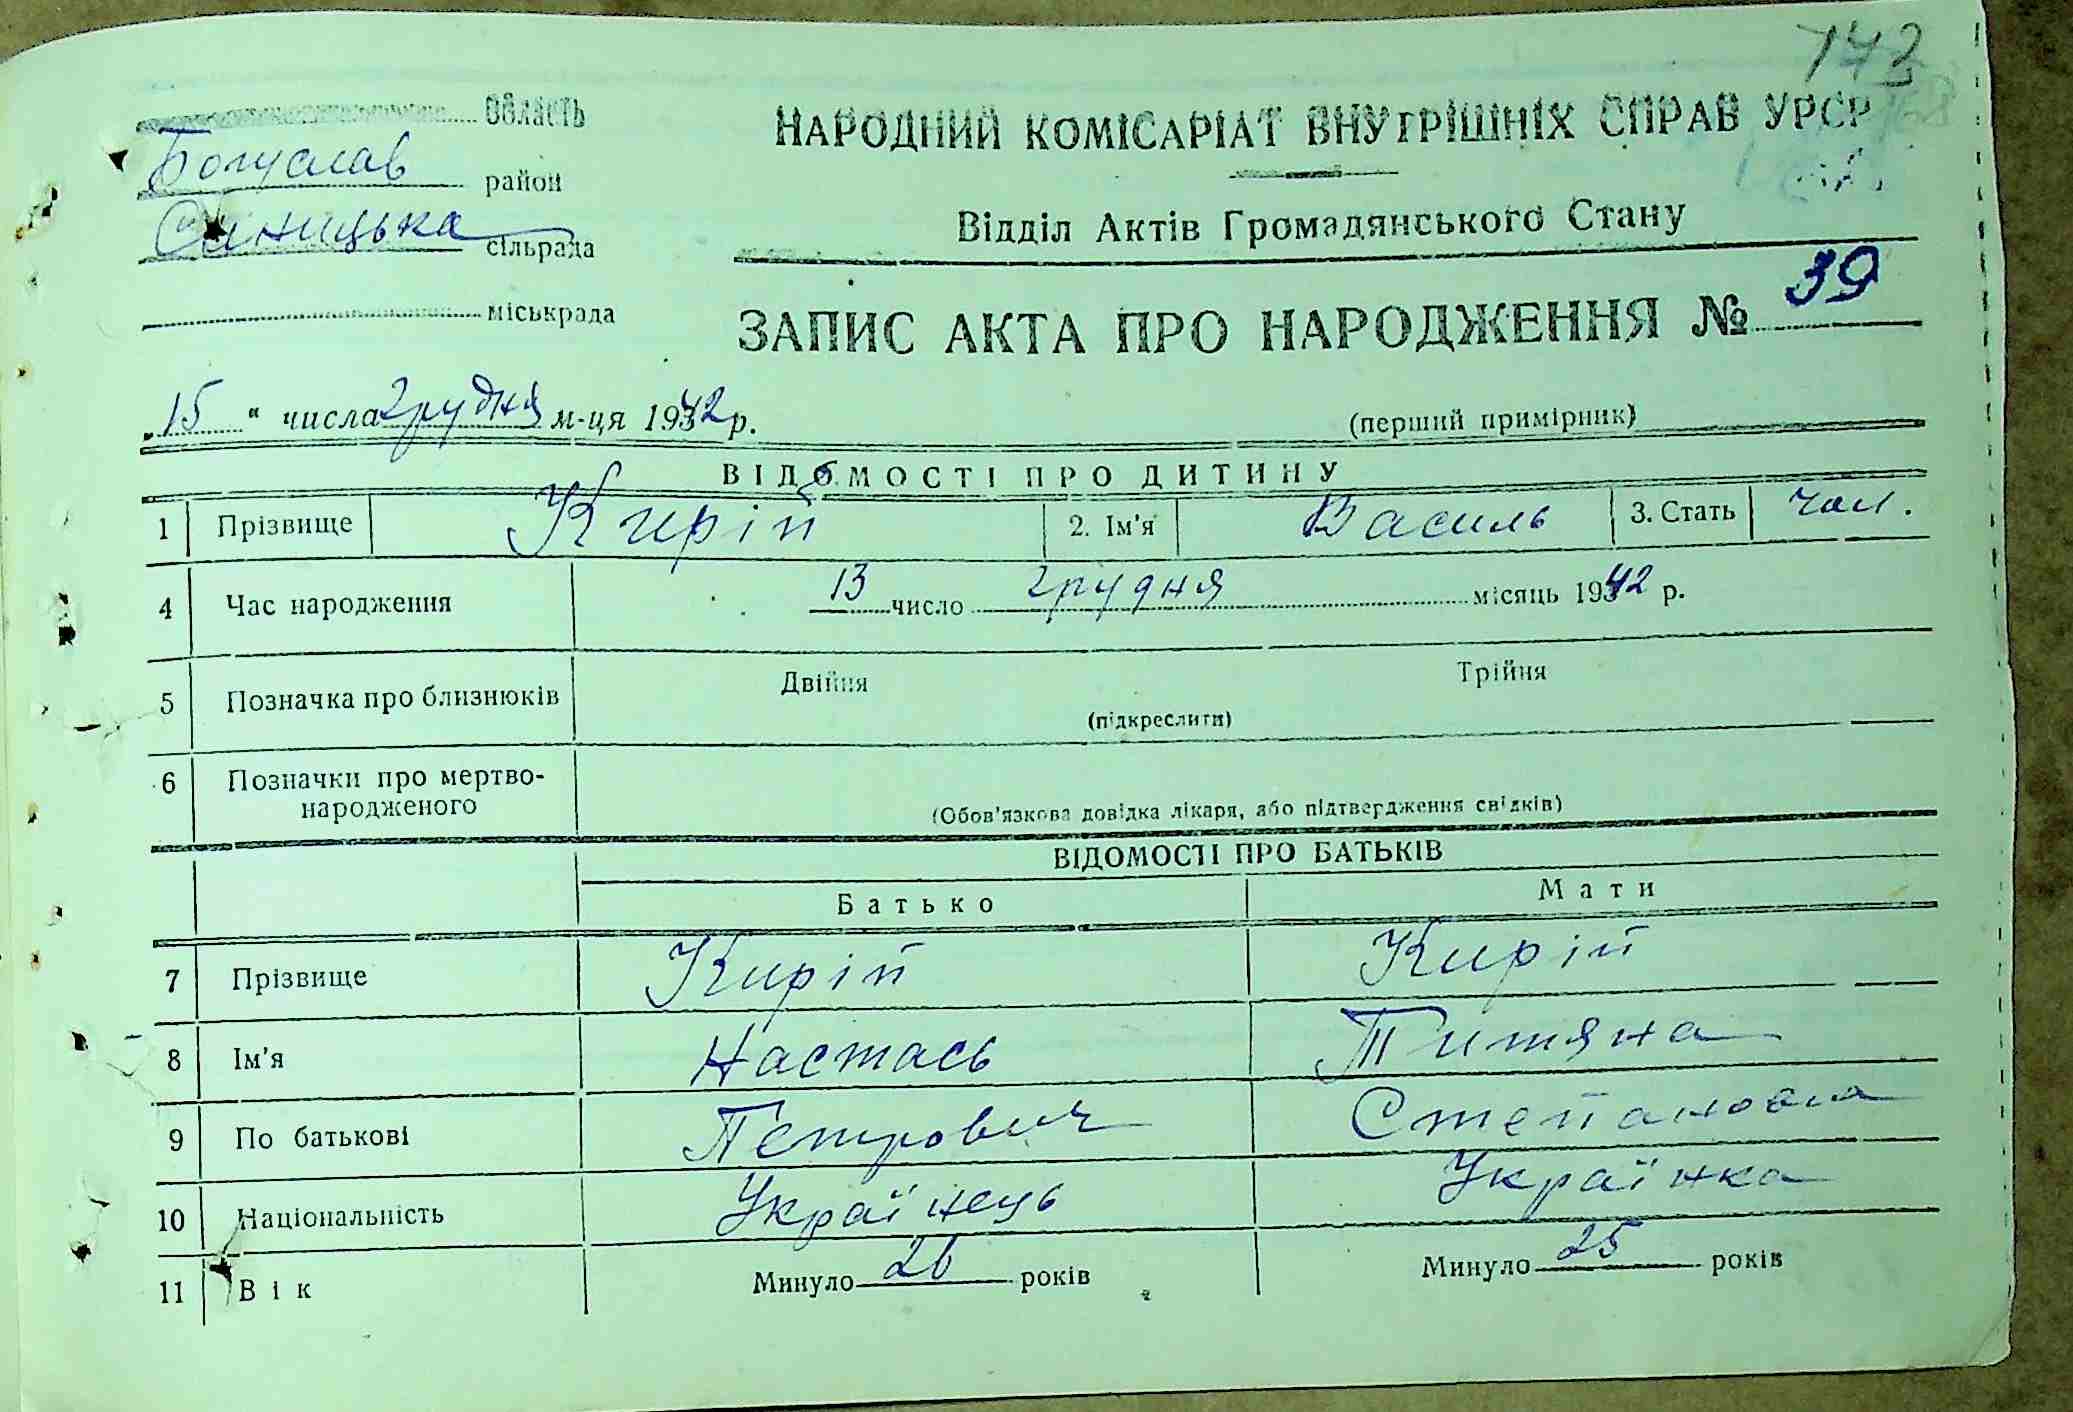 742
Область
Богуслав район
Синицька сільрада
міськрада
НАРОДНИЙ КОМІСАРІАТ ВНУТРІШНІХ СПРАВ УРСР
Відділ Актів Громадянського Стану
ЗАПИС АКТА ПРО НАРОДЖЕННЯ № 39
„15" числа грудня м-ця 1942 р.
(перший примірник)
ВІДОМОСТІ ПРО ДИТИНУ
1 Прізвище Кирій 2. Ім'я Василь 3. Стать чол.
4 Час народження 13 число грудня місяць 1942 р.
5 Позначка про близнюків Двійня Трійня
(підкреслити)
6 Позначки про мертво-
народженого
(Обов'язкова довідка лікаря, або підтвердження свідків)
ВІДОМОСТІ ПРО БАТЬКІВ
Батько Мати
7 Прізвище Кирій Кирій
8 Ім'я Настась Титяна
9 По батькові Петрович Степановна
10 Національність Українець Українка
11 Вік Минуло 26 років Минуло 25 років